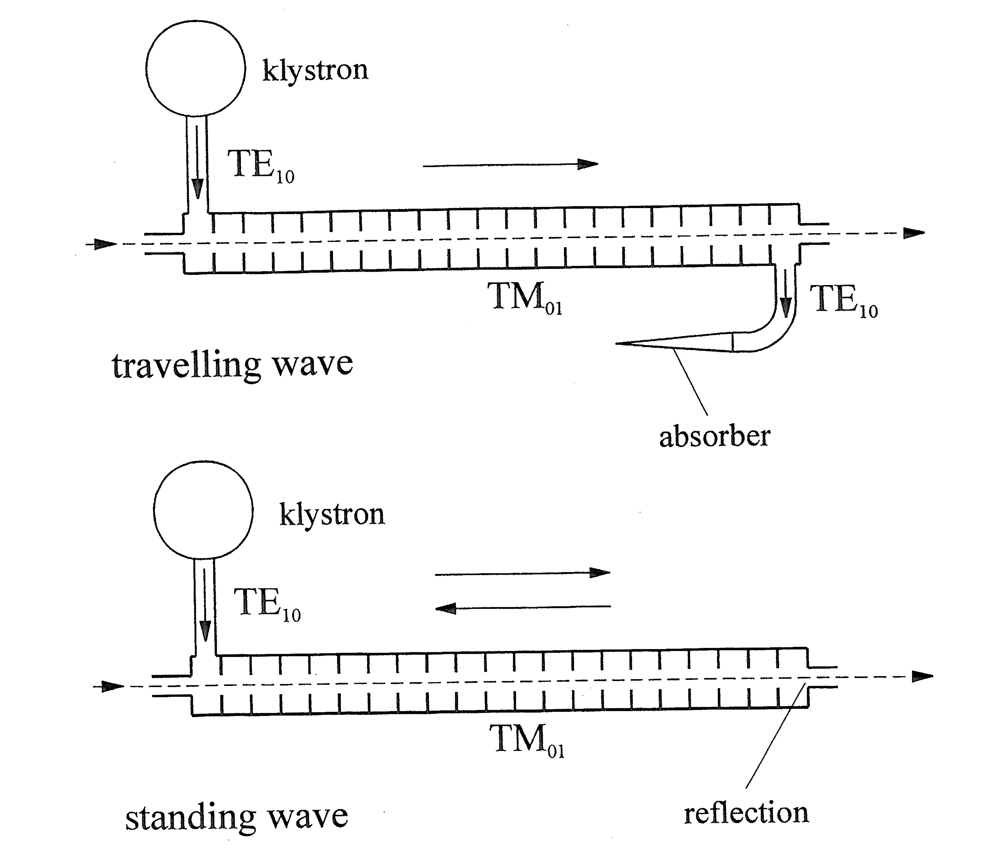 klystron
TE₁₀
TM₀₁
TE₁₀
travelling wave
absorber
klystron
TE₁₀
TM₀₁
reflection
standing wave